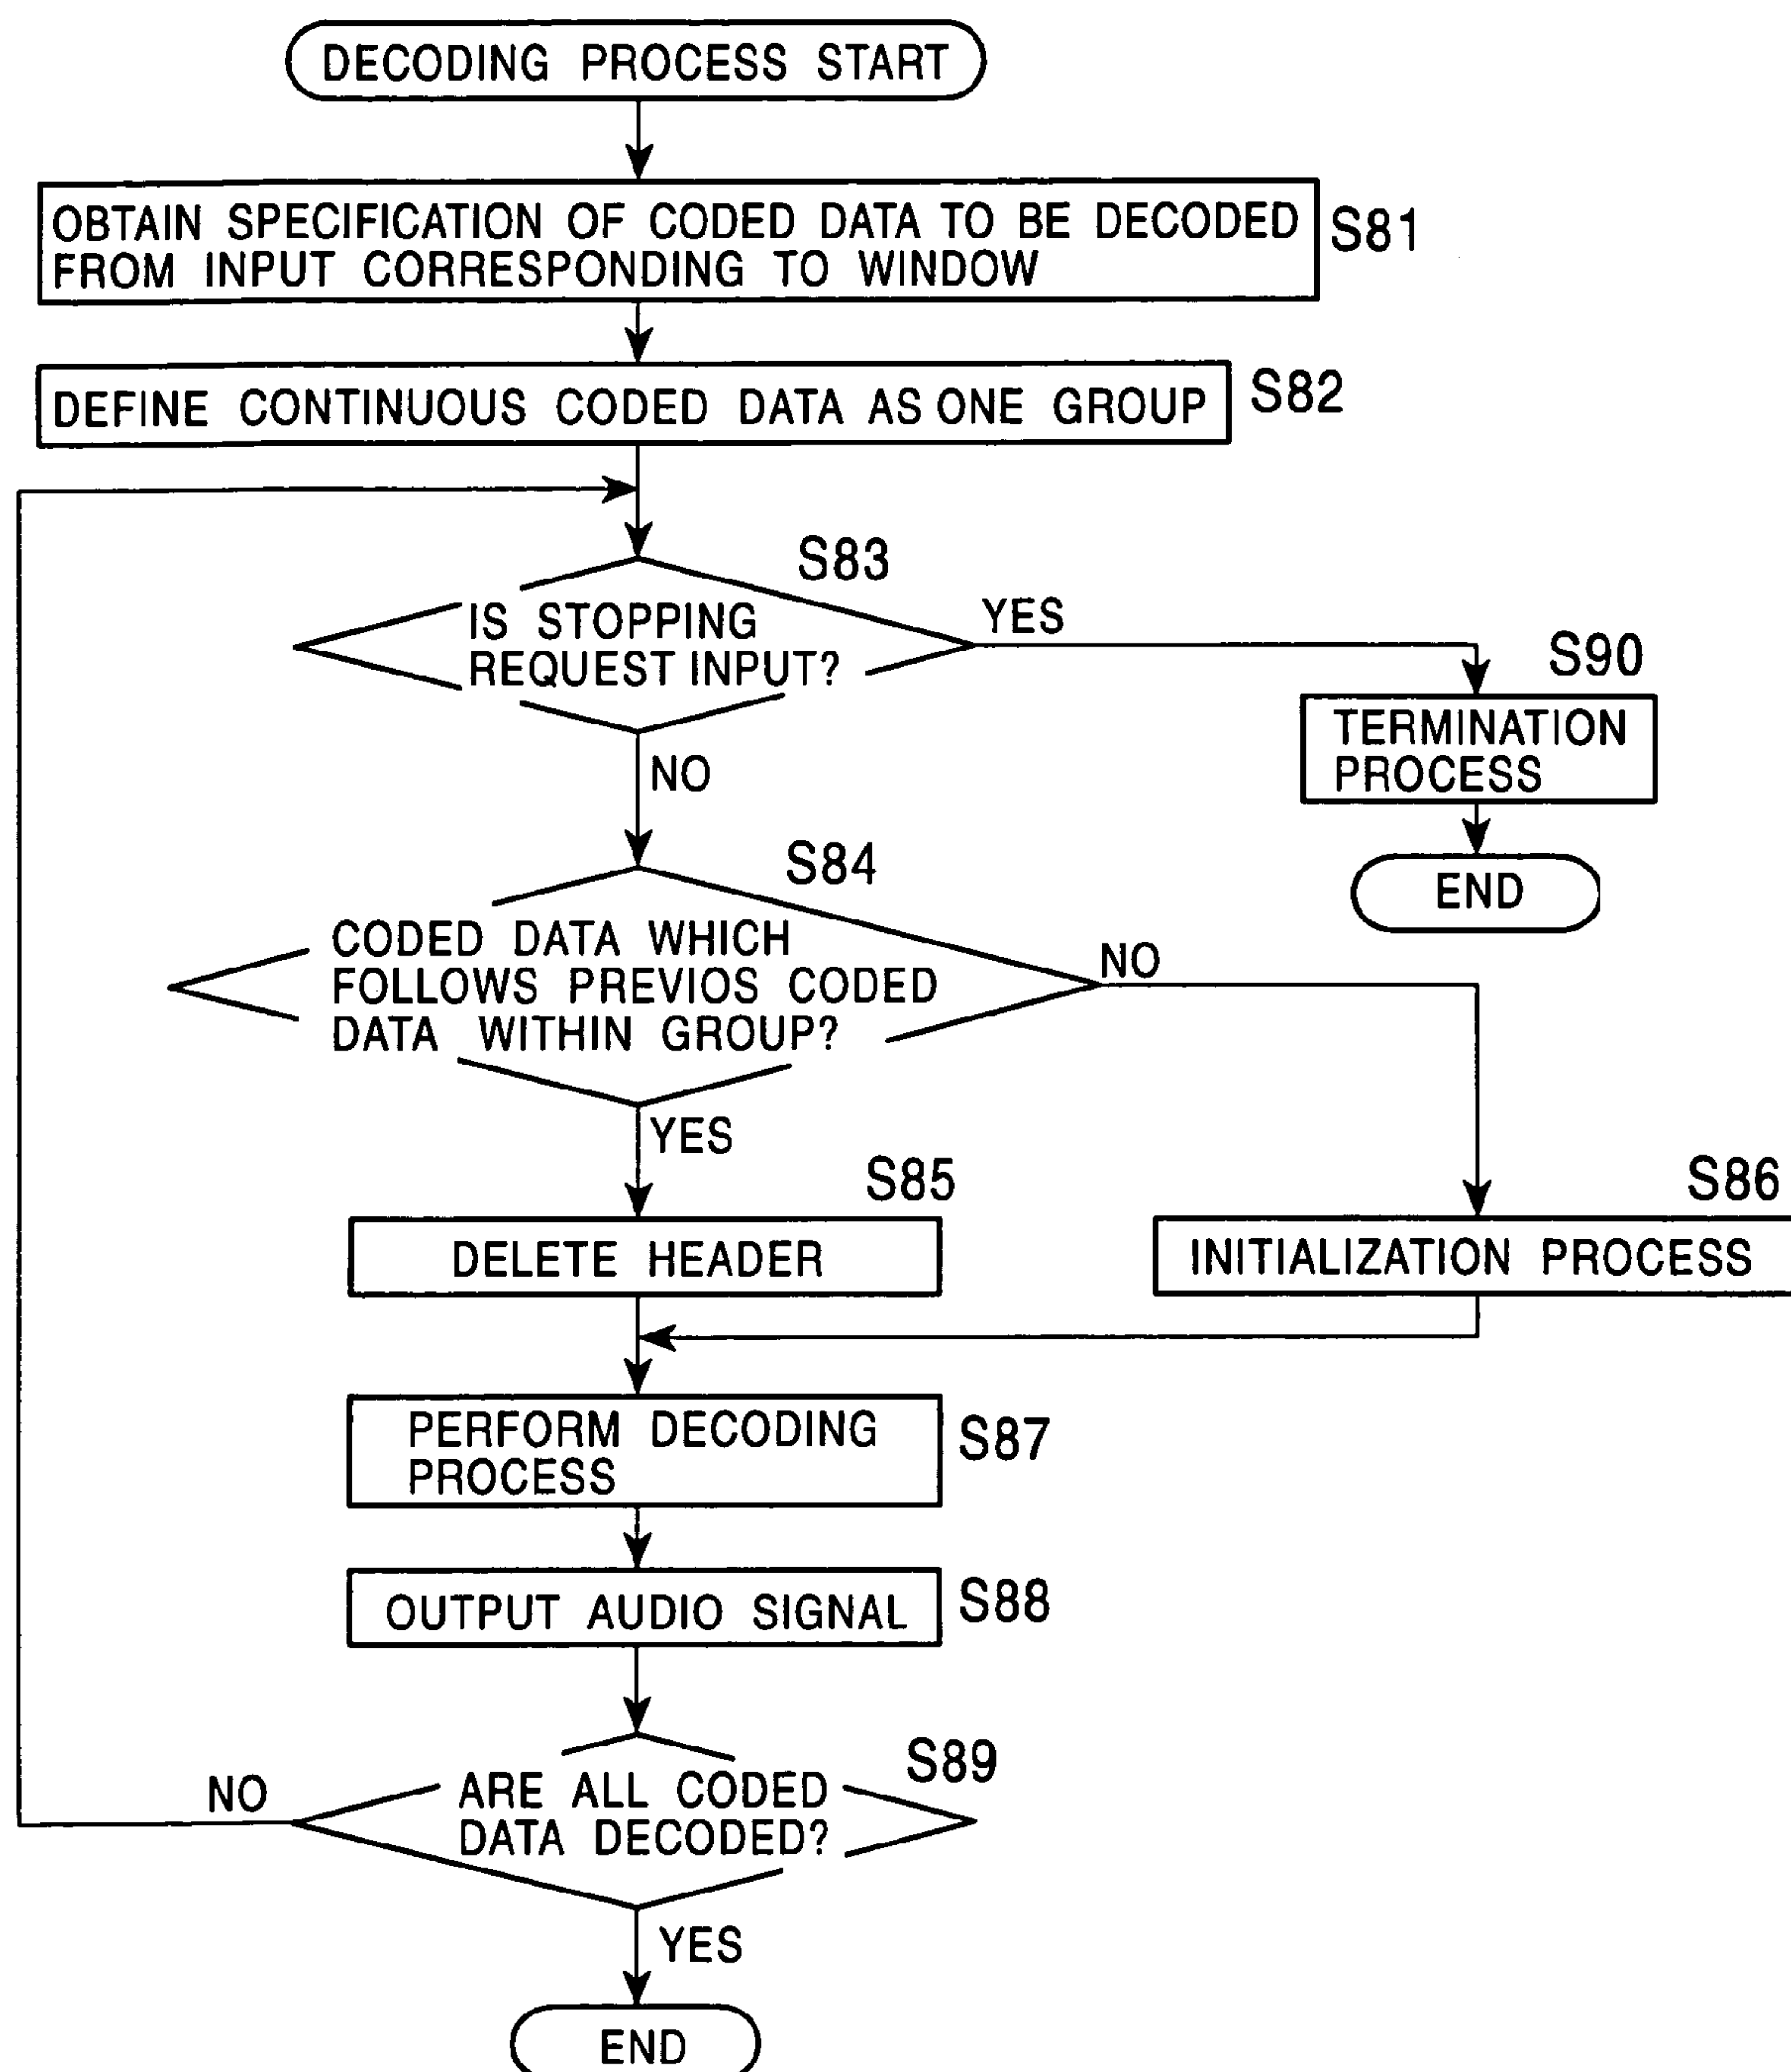 DECODING PROCESS START
OBTAIN SPECIFICATION OF CODED DATA TO BE DECODED
FROM INPUT CORRESPONDING TO WINDOW
S81
DEFINE CONTINUOUS CODED DATA AS ONE GROUP
S82
S83
IS STOPPING
REQUEST INPUT?
YES
NO
S90
TERMINATION
PROCESS
END
S84
CODED DATA WHICH
FOLLOWS PREVIOS CODED
DATA WITHIN GROUP?
NO
YES
S85
DELETE HEADER
S86
INITIALIZATION PROCESS
PERFORM DECODING
PROCESS
S87
OUTPUT AUDIO SIGNAL
S88
S89
ARE ALL CODED
DATA DECODED?
NO
YES
END